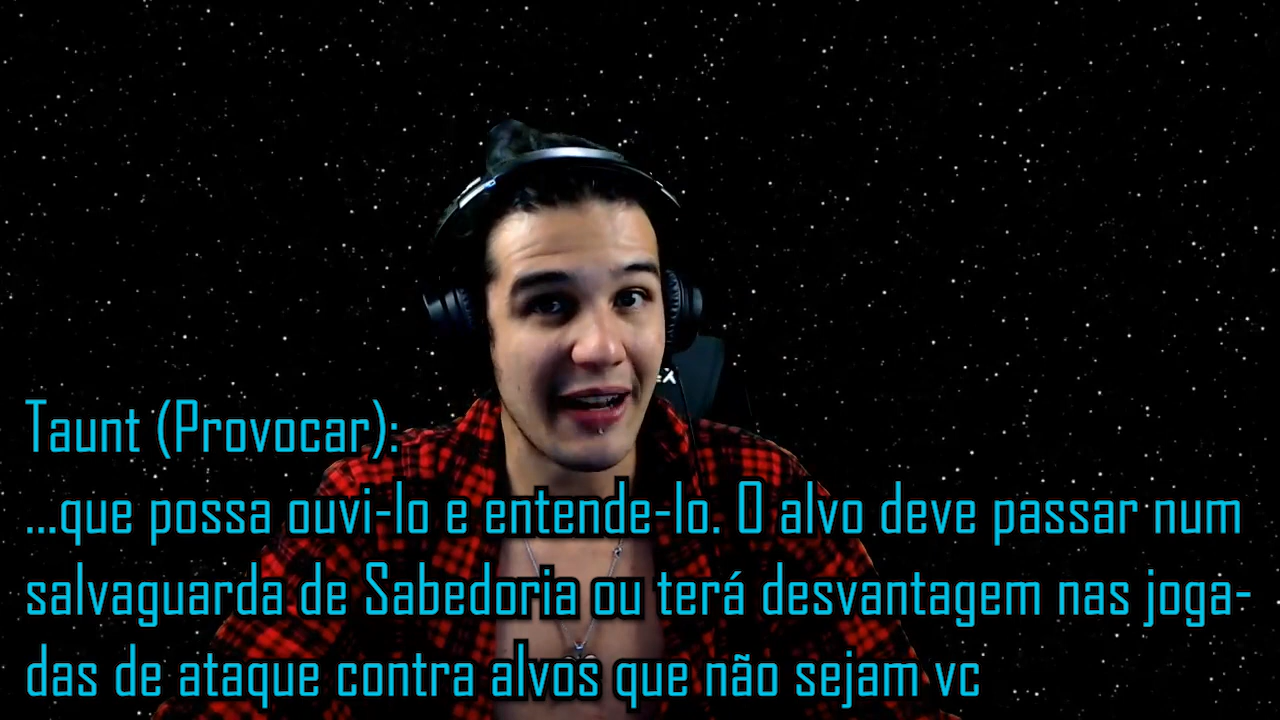 Taunt (Provocar):
...que possa ouvi-lo e entende-lo. O alvo deve passar num
salvaguarda de Sabedoria ou terá desvantagem nas joga-
das de ataque contra alvos que não sejam vc